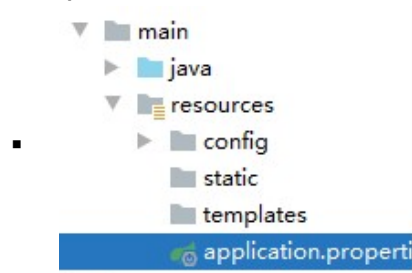 main
java
resources
config
static
templates
application.properti